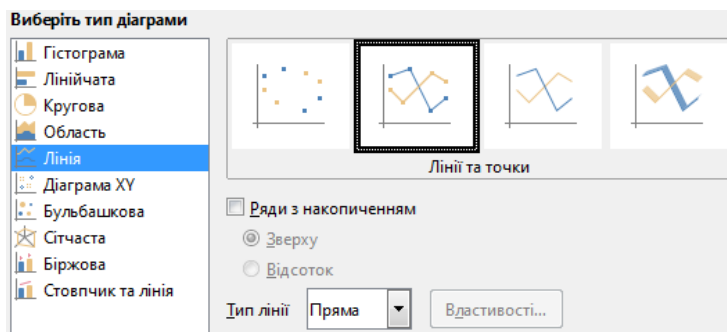 Виберіть тип діаграми
Гістограма
Лінійчата
Кругова
Область
Лінія
Діаграма XY
Бульбашкова
Сітчаста
Біржова
Стовпчик та лінія
Лінії та точки
Ряди з накопиченням
Зверху
Відсоток
Тип лінії Пряма Властивості...